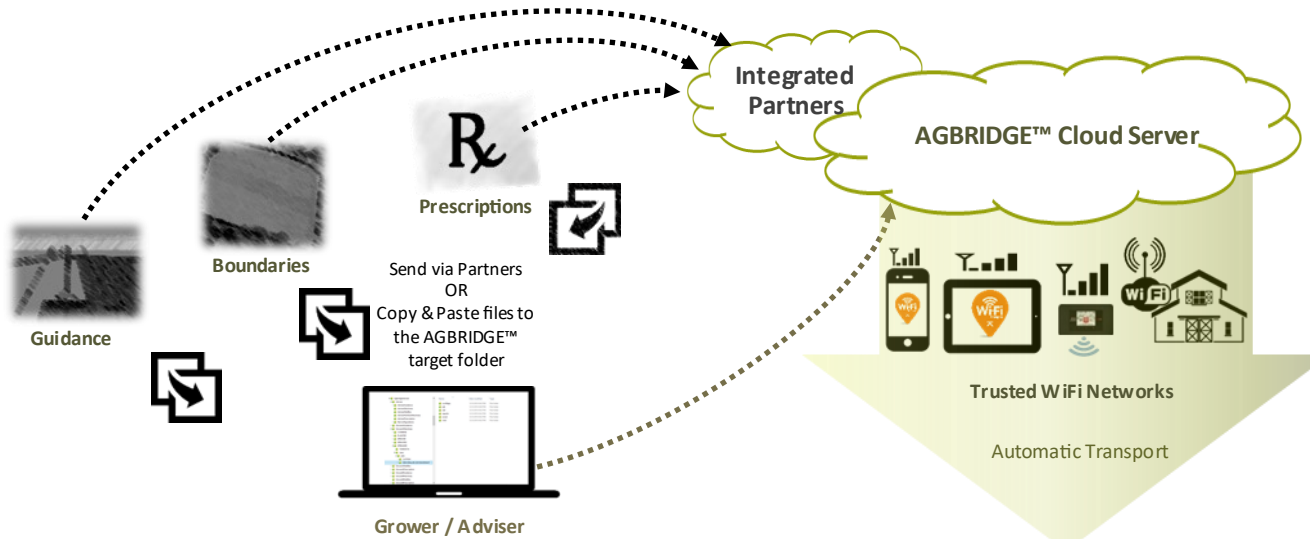 Integrated
Partners
AGBRIDGE™ Cloud Server
℞
Prescriptions
Boundaries
Guidance
Send via Partners
OR
Copy & Paste files to
the AGBRIDGE™
target folder
Grower / Adviser
WiFi
WiFi
WiFi
Trusted WiFi Networks
Automatic Transport